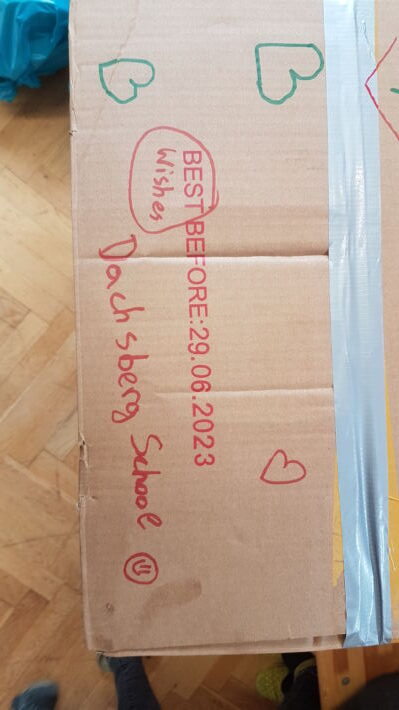 BEST BEFORE:29.06.2023
Wishes
Dachsberg School